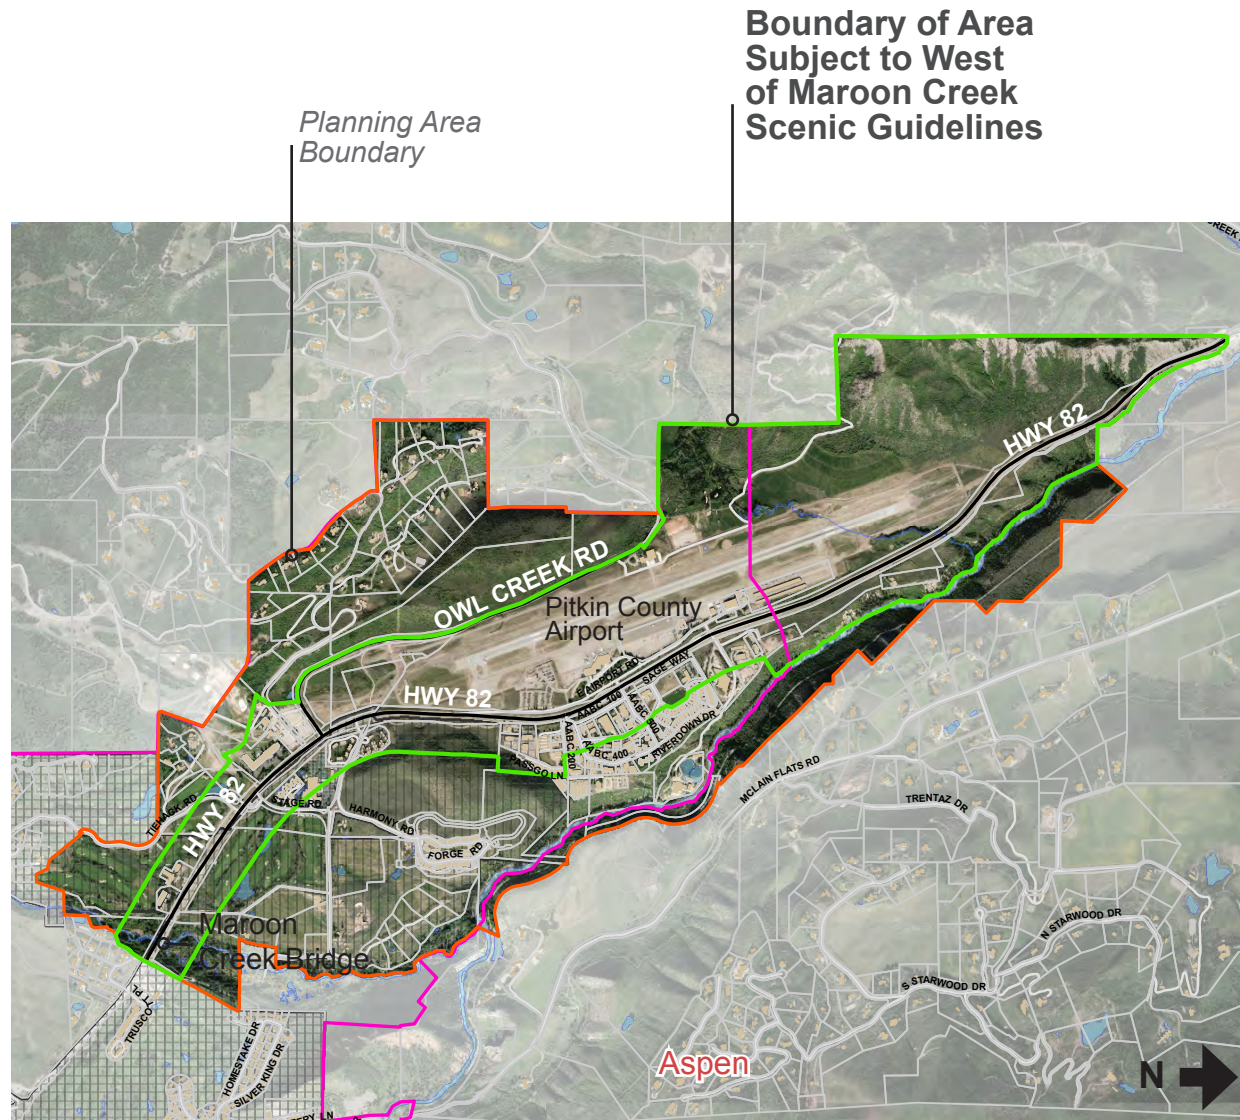 Boundary of Area
Subject to West
of Maroon Creek
Scenic Guidelines
Planning Area
Boundary
HWY 82
OWL CREEK RD
Pitkin County
Airport
E AIRPORT RD
SAGE WAY
HWY 82
AABC 100
AABC 200
AABC 400
RIVERDOWN DR
PASSGO LN
MCLAIN FLATS RD
TRENTAZ DR
TIEHACK RD
HWY 82
STAGE RD
HARMONY RD
FORGE RD
N STARWOOD DR
Maroon
Creek Bridge
S STARWOOD DR
TRUSCOTT PL
HOMESTAKE DR
SILVER KING DR
Aspen
N